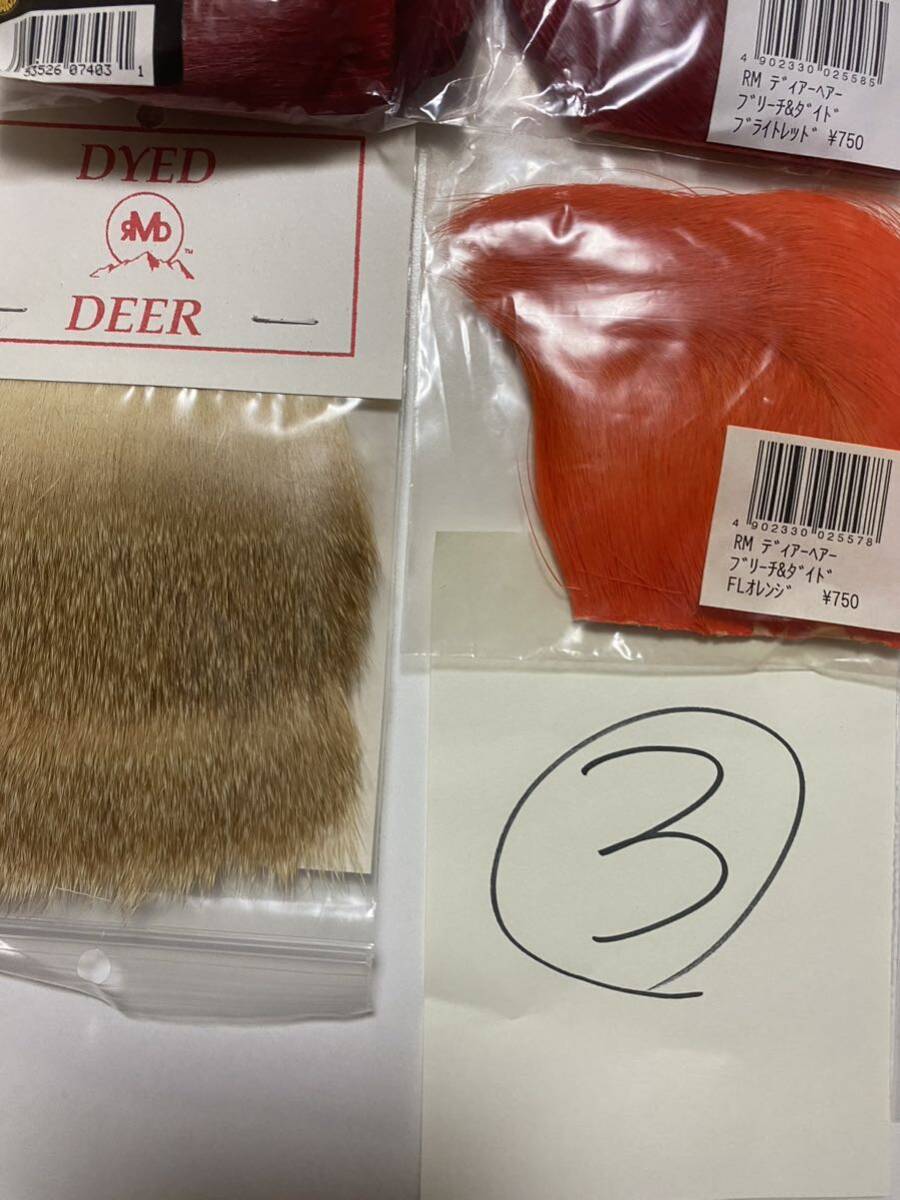 33526 07403 1
4 902330 025585
RM ディアーヘアー
ブリーチ&ダイド
ブライトレッド ¥750
DYED
RMD
TM
DEER
4 902330 025578
RM ディアーヘアー
ブリーチ&ダイド
FLオレンジ ¥750
3